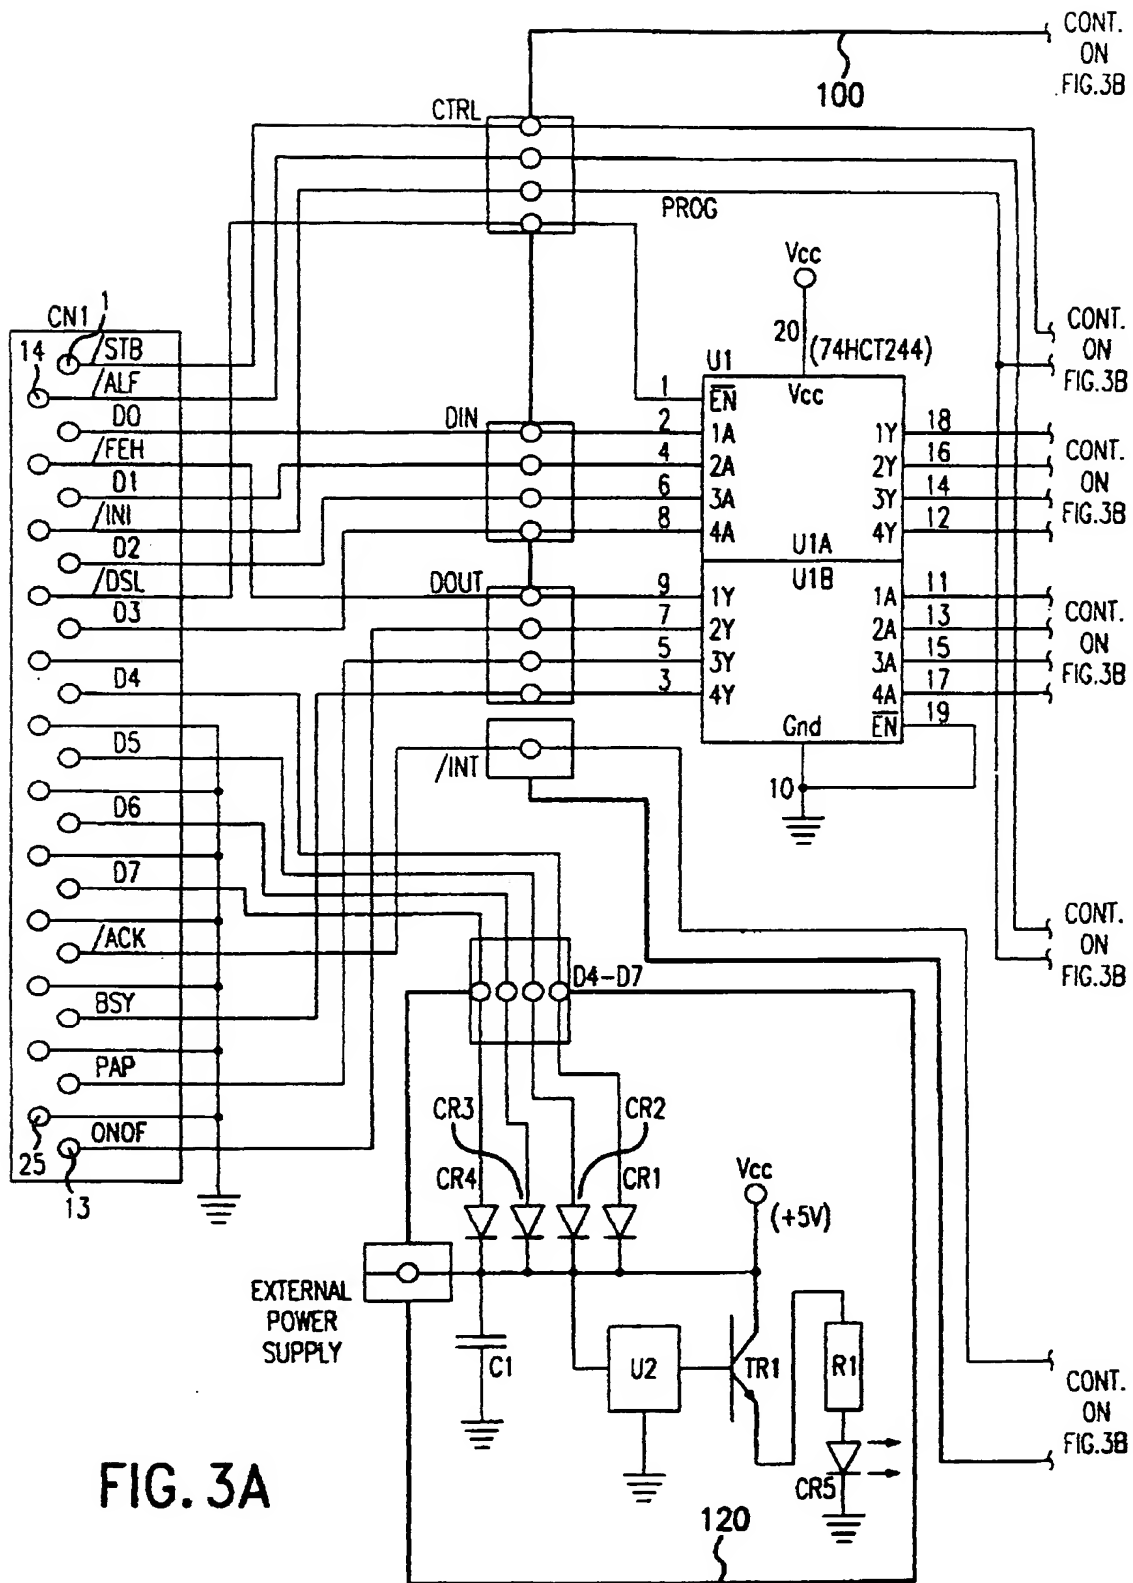 CONT.
ON
FIG.3B
100
CTRL
PROG
Vcc
CN1
1
14
/STB
/ALF
D0
/FEH
D1
/INI
D2
/DSL
D3
D4
D5
D6
D7
/ACK
BSY
PAP
ONOF
25
13
20
(74HCT244)
U1
Vcc
1
EN
2
1A
1Y
18
4
2A
2Y
16
6
3A
3Y
14
8
4A
4Y
12
U1A
U1B
DIN
DOUT
9
1Y
1A
11
7
2Y
2A
13
5
3Y
3A
15
3
4Y
4A
17
Gnd
EN
19
10
/INT
CONT.
ON
FIG.3B
CONT.
ON
FIG.3B
CONT.
ON
FIG.3B
CONT.
ON
FIG.3B
D4-D7
CR3
CR2
CR4
CR1
Vcc
(+5V)
EXTERNAL
POWER
SUPPLY
C1
U2
TR1
R1
CR5
CONT.
ON
FIG.3B
FIG. 3A
120